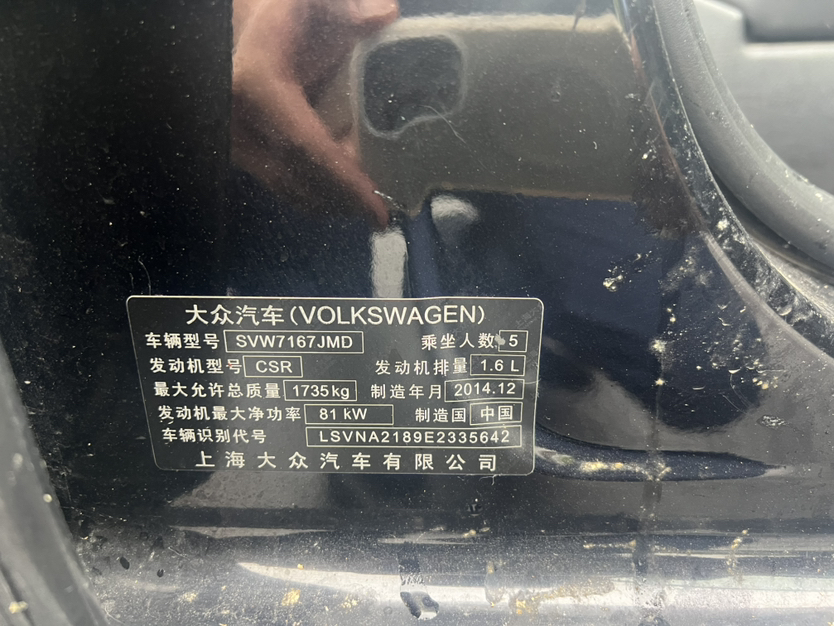 大众汽车(VOLKSWAGEN)
车辆型号 SVW7167JMD 乘坐人数 5
发动机型号 CSR 发动机排量 1.6 L
最大允许总质量 1735kg 制造年月 2014.12
发动机最大净功率 81 kW 制造国 中国
车辆识别代号 LSVNA2189E2335642
上海大众汽车有限公司